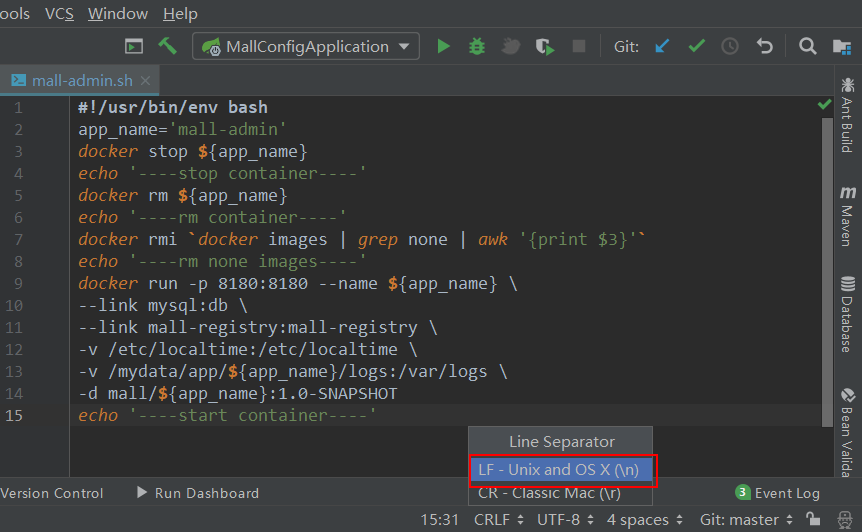 ools VCS Window Help
MallConfigApplication Git:
mall-admin.sh
1 #!/usr/bin/env bash
2 app_name='mall-admin'
3 docker stop ${app_name}
4 echo '----stop container----'
5 docker rm ${app_name}
6 echo '----rm container----'
7 docker rmi `docker images | grep none | awk '{print $3}'`
8 echo '----rm none images----'
9 docker run -p 8180:8180 --name ${app_name} \
10 --link mysql:db \
11 --link mall-registry:mall-registry \
12 -v /etc/localtime:/etc/localtime \
13 -v /mydata/app/${app_name}/logs:/var/logs \
14 -d mall/${app_name}:1.0-SNAPSHOT
15 echo '----start container----'
Ant Build
m Maven
Database
Bean Valida
Line Separator
LF - Unix and OS X (\n)
CR - Classic Mac (\r)
Version Control Run Dashboard 3 Event Log
15:31 CRLF UTF-8 4 spaces Git: master